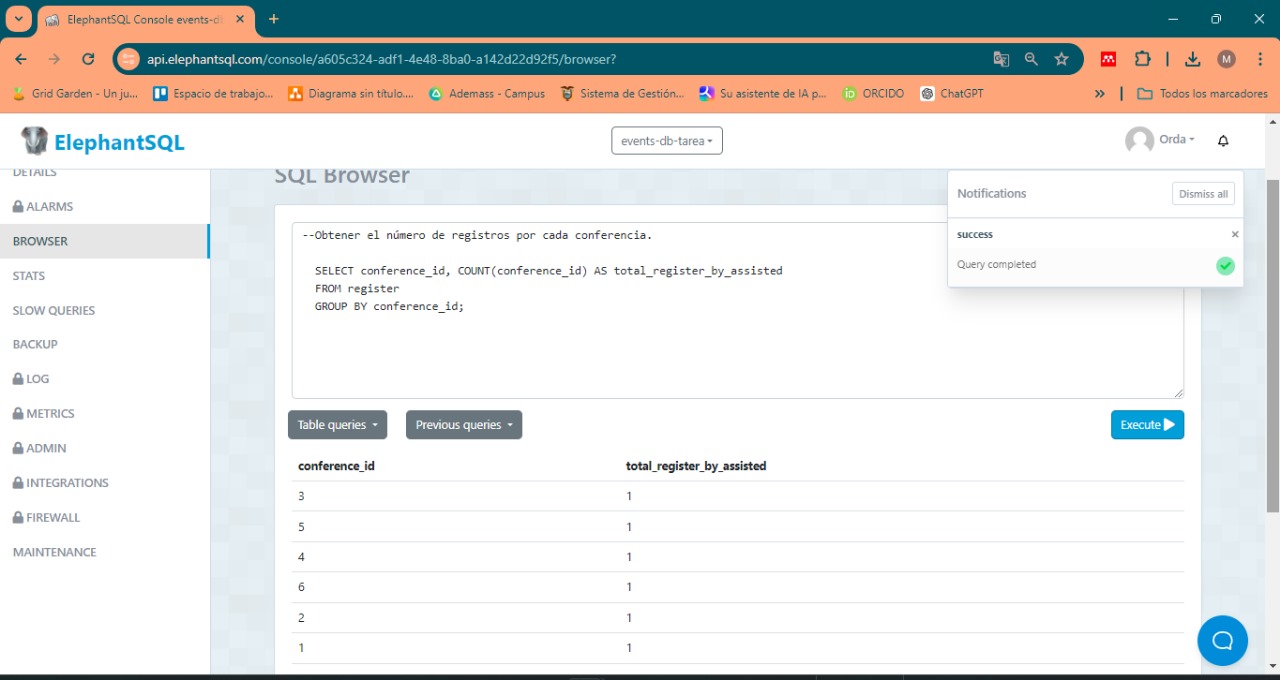 ElephantSQL Console events-d
api.elephantsql.com/console/a605c324-adf1-4e48-8ba0-a142d22d92f5/browser?
M
Grid Garden - Un ju...
Espacio de trabajo...
Diagrama sin título....
Ademass - Campus
Sistema de Gestión...
Su asistente de IA p...
ORCIDO
ChatGPT
Todos los marcadores
ElephantSQL
events-db-tarea
Orda
DETAILS
ALARMS
BROWSER
STATS
SLOW QUERIES
BACKUP
LOG
METRICS
ADMIN
INTEGRATIONS
FIREWALL
MAINTENANCE
SQL Browser
Notifications
Dismiss all
success
Query completed
--Obtener el número de registros por cada conferencia.
SELECT conference_id, COUNT(conference_id) AS total_register_by_assisted
FROM register
GROUP BY conference_id;
Table queries
Previous queries
Execute
conference_id total_register_by_assisted
3 1
5 1
4 1
6 1
2 1
1 1